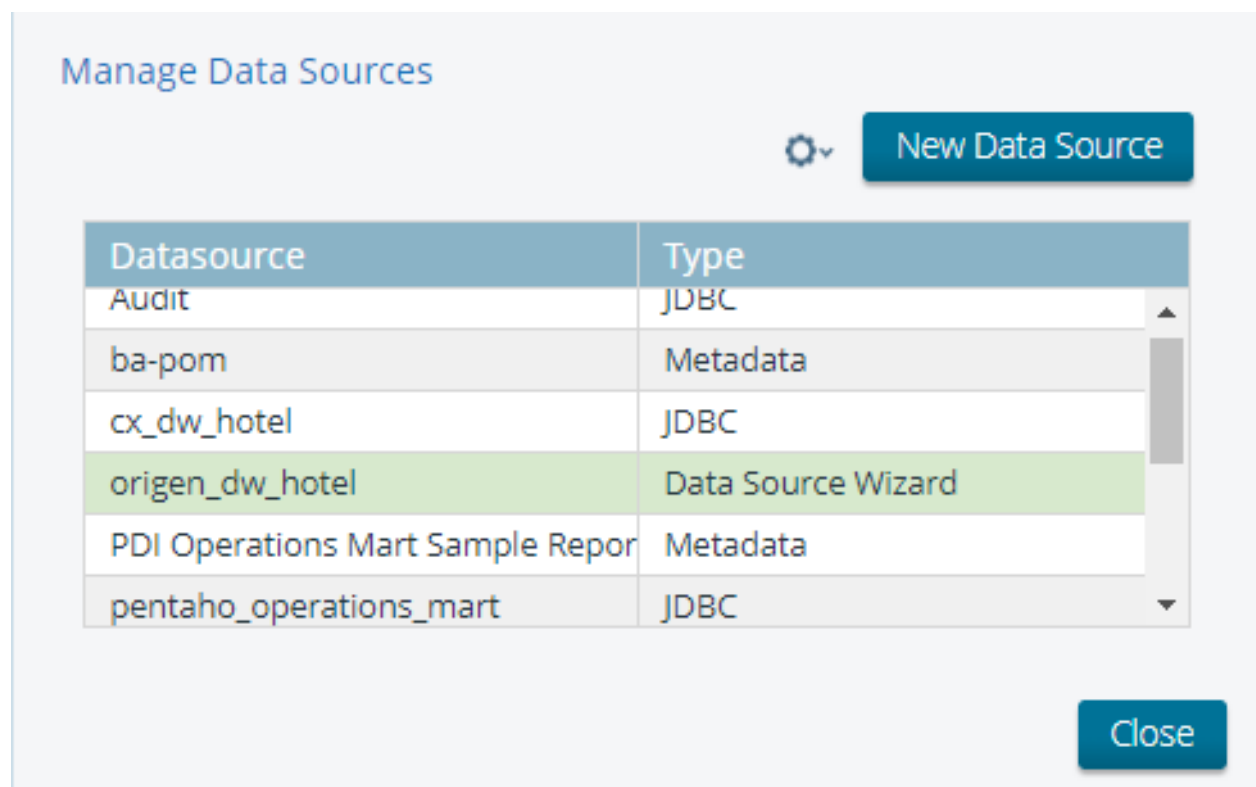 Manage Data Sources
New Data Source
Datasource Type
Audit JDBC
ba-pom Metadata
cx_dw_hotel JDBC
origen_dw_hotel Data Source Wizard
PDI Operations Mart Sample Repor Metadata
pentaho_operations_mart JDBC
Close